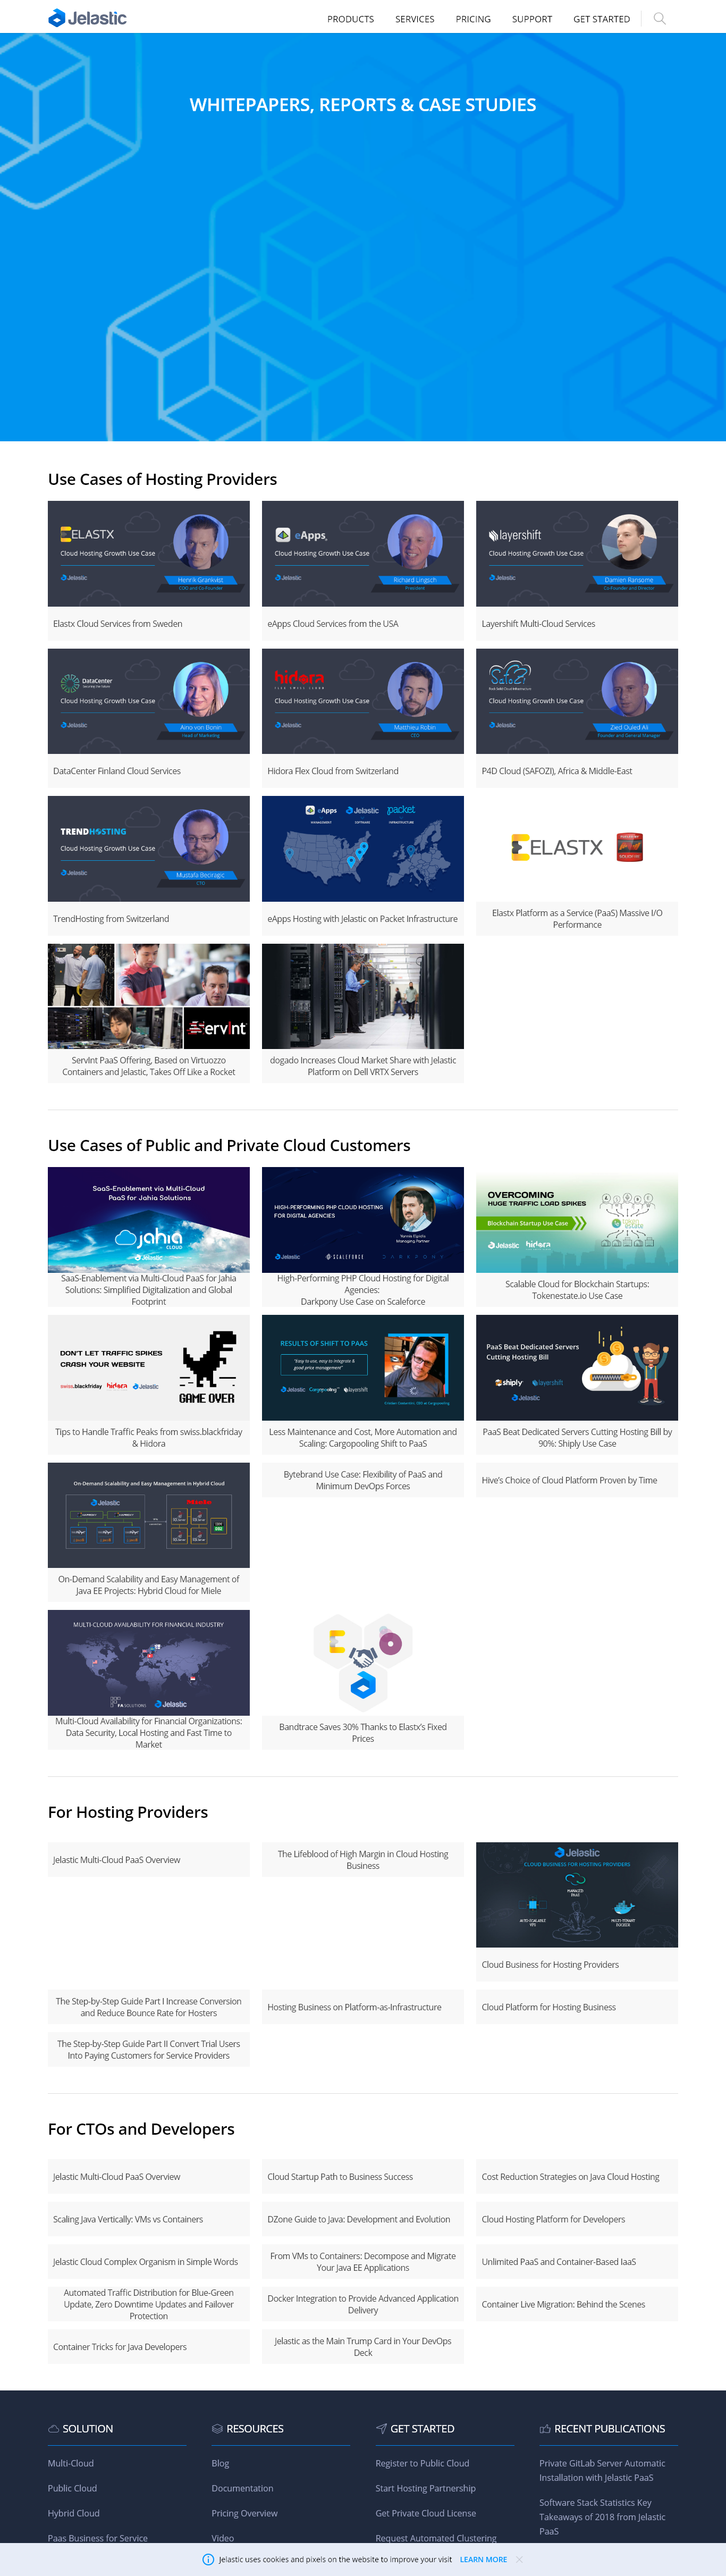 Jelastic
PRODUCTS
SERVICES
PRICING
SUPPORT
GET STARTED
WHITEPAPERS, REPORTS & CASE STUDIES
Use Cases of Hosting Providers
ELASTX
Cloud Hosting Growth Use Case
Jelastic
Henrik Grankvist
COO and Co-Founder
Elastx Cloud Services from Sweden
eApps
Cloud Hosting Growth Use Case
Jelastic
Richard Lingsch
President
eApps Cloud Services from the USA
layershift
Cloud Hosting Growth Use Case
Jelastic
Damien Ransome
Co-Founder and Director
Layershift Multi-Cloud Services
DataCenter
Cloud Hosting Growth Use Case
Jelastic
Aino von Bonin
Head of Marketing
DataCenter Finland Cloud Services
hidora
Cloud Hosting Growth Use Case
Jelastic
Matthieu Robin
CEO
Hidora Flex Cloud from Switzerland
Cloud Hosting Growth Use Case
Jelastic
Zied Ouled Ali
Founder and General Manager
P4D Cloud (SAFOZI), Africa & Middle-East
TRENDHOSTING
Cloud Hosting Growth Use Case
Jelastic
Mustafa Beciragic
CTO
TrendHosting from Switzerland
eApps
Jelastic
packet
MANAGEMENT
SOFTWARE
INFRASTRUCTURE
eApps Hosting with Jelastic on Packet Infrastructure
ELASTX
SOLIDFIRE
Elastx Platform as a Service (PaaS) Massive I/O
Performance
ServInt
ServInt PaaS Offering, Based on Virtuozzo
Containers and Jelastic, Takes Off Like a Rocket
dogado Increases Cloud Market Share with Jelastic
Platform on Dell VRTX Servers
Use Cases of Public and Private Cloud Customers
SaaS-Enablement via Multi-Cloud
PaaS for Jahia Solutions
jahia
CLOUD
Jelastic
SaaS-Enablement via Multi-Cloud PaaS for Jahia
Solutions: Simplified Digitalization and Global
Footprint
HIGH-PERFORMING PHP CLOUD HOSTING
FOR DIGITAL AGENCIES
Managing Partner
Jelastic
SCALEFORCE
DARKPONY
High-Performing PHP Cloud Hosting for Digital
Agencies:
Darkpony Use Case on Scaleforce
OVERCOMING
HUGE TRAFFIC LOAD SPIKES
Blockchain Startup Use Case
Jelastic
hidora
Scalable Cloud for Blockchain Startups:
Tokenestate.io Use Case
DON'T LET TRAFFIC SPIKES
CRASH YOUR WEBSITE
swiss.blackfriday
hidora
Jelastic
GAME OVER
Tips to Handle Traffic Peaks from swiss.blackfriday
& Hidora
RESULTS OF SHIFT TO PAAS
"Easy to use, easy to integrate &
good price management"
Jelastic
Cargopooling
layershift
Less Maintenance and Cost, More Automation and
Scaling: Cargopooling Shift to PaaS
PaaS Beat Dedicated Servers
Cutting Hosting Bill
shiply
layershift
Jelastic
PaaS Beat Dedicated Servers Cutting Hosting Bill by
90%: Shiply Use Case
On-Demand Scalability and Easy Management in Hybrid Cloud
Jelastic
On-Demand Scalability and Easy Management of
Java EE Projects: Hybrid Cloud for Miele
Bytebrand Use Case: Flexibility of PaaS and
Minimum DevOps Forces
Hive's Choice of Cloud Platform Proven by Time
MULTI-CLOUD AVAILABILITY FOR FINANCIAL INDUSTRY
FA SOLUTIONS
Jelastic
Multi-Cloud Availability for Financial Organizations:
Data Security, Local Hosting and Fast Time to
Market
Bandtrace Saves 30% Thanks to Elastx's Fixed
Prices
For Hosting Providers
Jelastic Multi-Cloud PaaS Overview
The Lifeblood of High Margin in Cloud Hosting
Business
Jelastic
CLOUD BUSINESS FOR HOSTING PROVIDERS
MANAGED
PAAS
AUTO-SCALABLE
VPS
MULTI-TENANT
DOCKER
Cloud Business for Hosting Providers
The Step-by-Step Guide Part I Increase Conversion
and Reduce Bounce Rate for Hosters
Hosting Business on Platform-as-Infrastructure
Cloud Platform for Hosting Business
The Step-by-Step Guide Part II Convert Trial Users
Into Paying Customers for Service Providers
For CTOs and Developers
Jelastic Multi-Cloud PaaS Overview
Cloud Startup Path to Business Success
Cost Reduction Strategies on Java Cloud Hosting
Scaling Java Vertically: VMs vs Containers
DZone Guide to Java: Development and Evolution
Cloud Hosting Platform for Developers
Jelastic Cloud Complex Organism in Simple Words
From VMs to Containers: Decompose and Migrate
Your Java EE Applications
Unlimited PaaS and Container-Based IaaS
Automated Traffic Distribution for Blue-Green
Update, Zero Downtime Updates and Failover
Protection
Docker Integration to Provide Advanced Application
Delivery
Container Live Migration: Behind the Scenes
Container Tricks for Java Developers
Jelastic as the Main Trump Card in Your DevOps
Deck
SOLUTION
Multi-Cloud
Public Cloud
Hybrid Cloud
Paas Business for Service
RESOURCES
Blog
Documentation
Pricing Overview
Video
GET STARTED
Register to Public Cloud
Start Hosting Partnership
Get Private Cloud License
Request Automated Clustering
RECENT PUBLICATIONS
Private GitLab Server Automatic
Installation with Jelastic PaaS
Software Stack Statistics Key
Takeaways of 2018 from Jelastic
PaaS
Jelastic uses cookies and pixels on the website to improve your visit
LEARN MORE